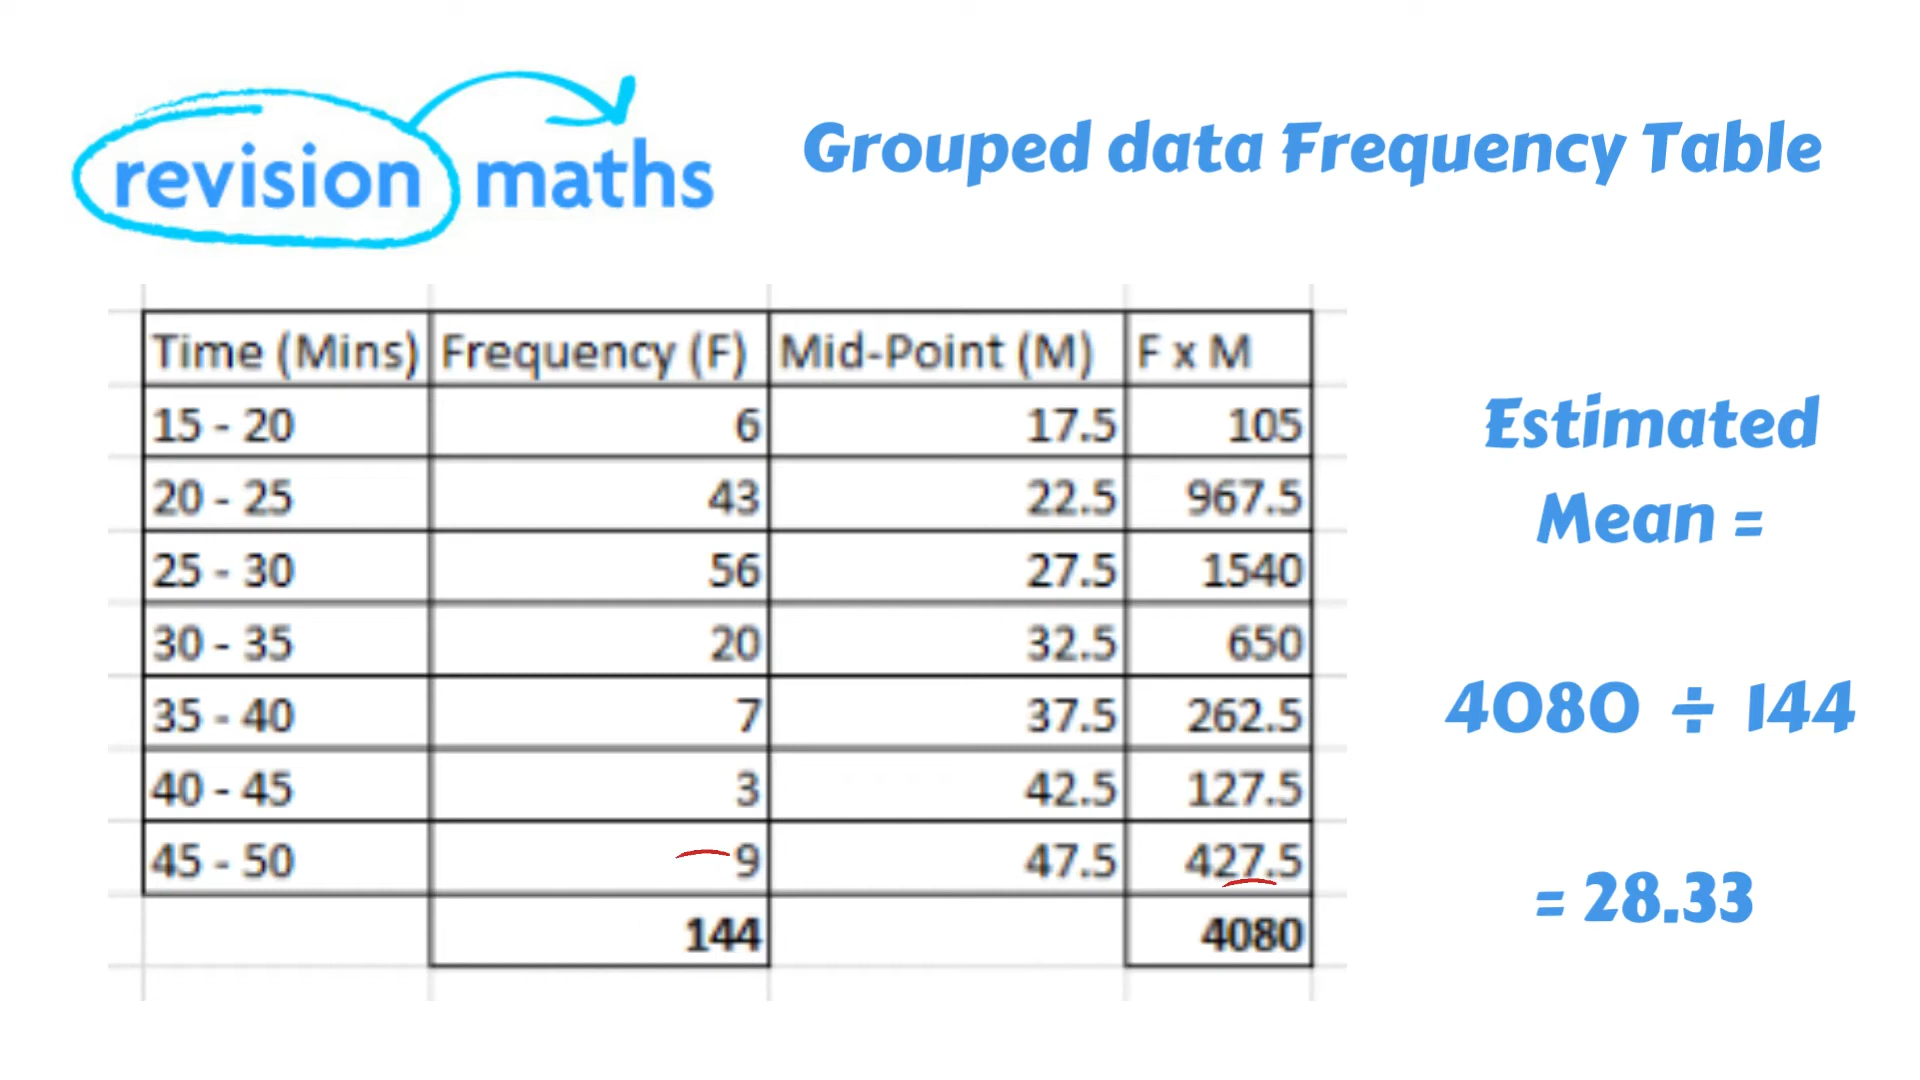 revision maths
Grouped data Frequency Table
Time (Mins) Frequency (F) Mid-Point (M) F x M
15 - 20 6 17.5 105
20 - 25 43 22.5 967.5
25 - 30 56 27.5 1540
30 - 35 20 32.5 650
35 - 40 7 37.5 262.5
40 - 45 3 42.5 127.5
45 - 50 9 47.5 427.5
144 4080
Estimated
Mean =
4080 ÷ 144
= 28.33